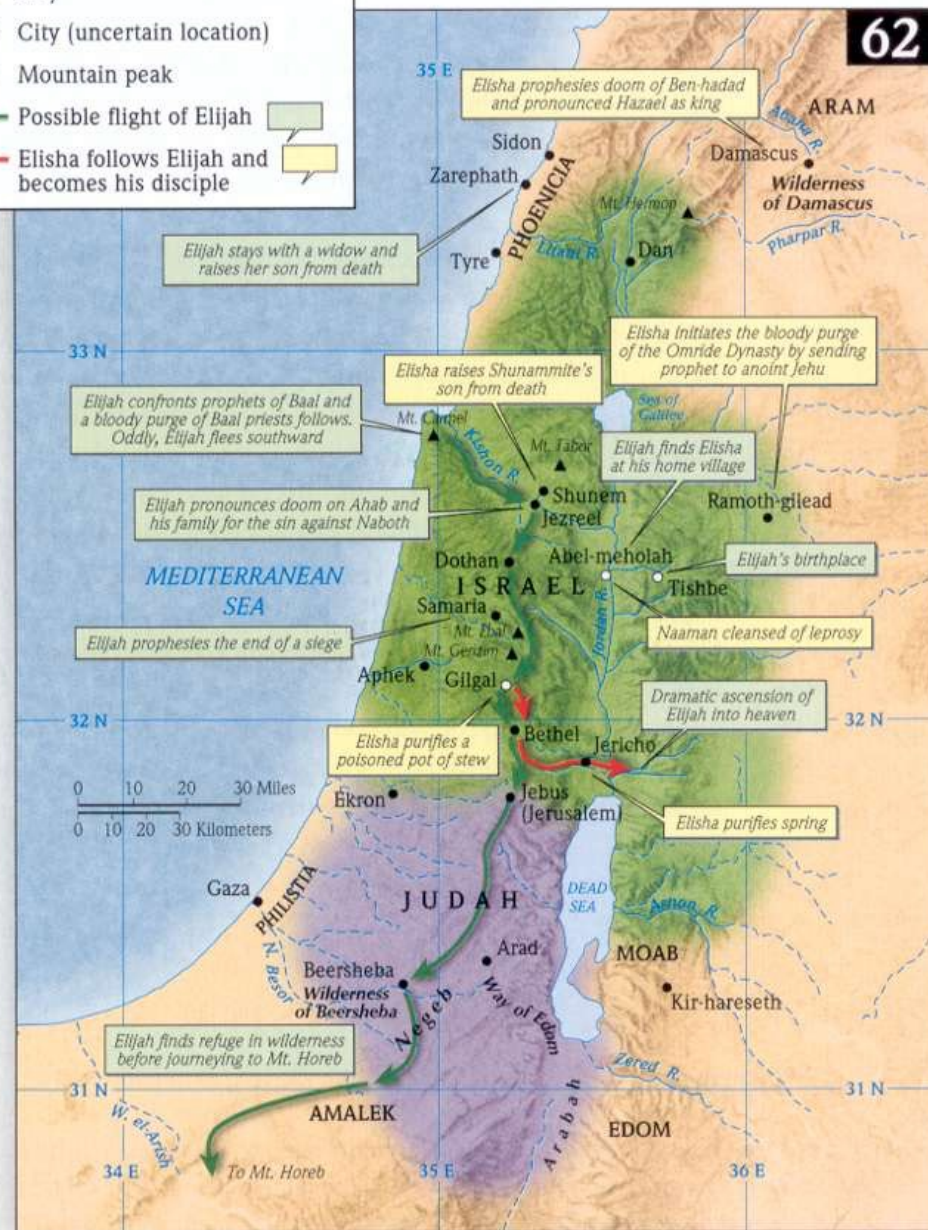 City (uncertain location)
Mountain peak
Possible flight of Elijah
Elisha follows Elijah and
becomes his disciple
62
35 E
Elisha prophesies doom of Ben-hadad
and pronounced Hazael as king
ARAM
Abana R.
Sidon
Damascus
Zarephath
Wilderness
of Damascus
PHOENICIA
Mt. Hermon
Pharpar R.
Elijah stays with a widow and
raises her son from death
Litani R.
Tyre
Dan
33 N
Elisha initiates the bloody purge
of the Omride Dynasty by sending
prophet to anoint Jehu
Elisha raises Shunammite's
son from death
Elijah confronts prophets of Baal and
a bloody purge of Baal priests follows.
Oddly, Elijah flees southward
Mt. Carmel
Sea of
Galilee
Kishon R.
Mt. Tabor
Elijah finds Elisha
at his home village
Shunem
Ramoth-gilead
Elijah pronounces doom on Ahab and
his family for the sin against Naboth
Jezreel
Dothan
Abel-meholah
Elijah's birthplace
MEDITERRANEAN
SEA
ISRAEL
Tishbe
Samaria
Jordan R.
Elijah prophesies the end of a siege
Mt. Ebal
Naaman cleansed of leprosy
Mt. Gerizim
Aphek
Gilgal
Dramatic ascension of
Elijah into heaven
32 N
32 N
Elisha purifies a
poisoned pot of stew
Bethel
Jericho
0 10 20 30 Miles
0 10 20 30 Kilometers
Ekron
Jebus
(Jerusalem)
Elisha purifies spring
Gaza
PHILISTIA
JUDAH
DEAD
SEA
Arnon R.
N. Besor
Arad
MOAB
Beersheba
Wilderness
of Beersheba
Negeb
Way of Edom
Kir-hareseth
Elijah finds refuge in wilderness
before journeying to Mt. Horeb
Zered R.
31 N
31 N
W. el-Arish
AMALEK
Arabah
EDOM
34 E
To Mt. Horeb
35 E
36 E